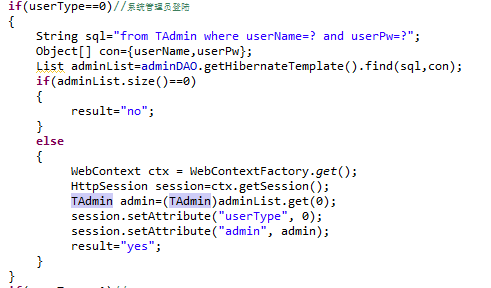 if(userType==0)//系统管理员登陆
{
String sql="from TAdmin where userName=? and userPw=?";
Object[] con={userName,userPw};
List adminList=adminDAO.getHibernateTemplate().find(sql,con);
if(adminList.size()==0)
{
result="no";
}
else
{
WebContext ctx = WebContextFactory.get();
HttpSession session=ctx.getSession();
TAdmin admin=(TAdmin)adminList.get(0);
session.setAttribute("userType", 0);
session.setAttribute("admin", admin);
result="yes";
}
}